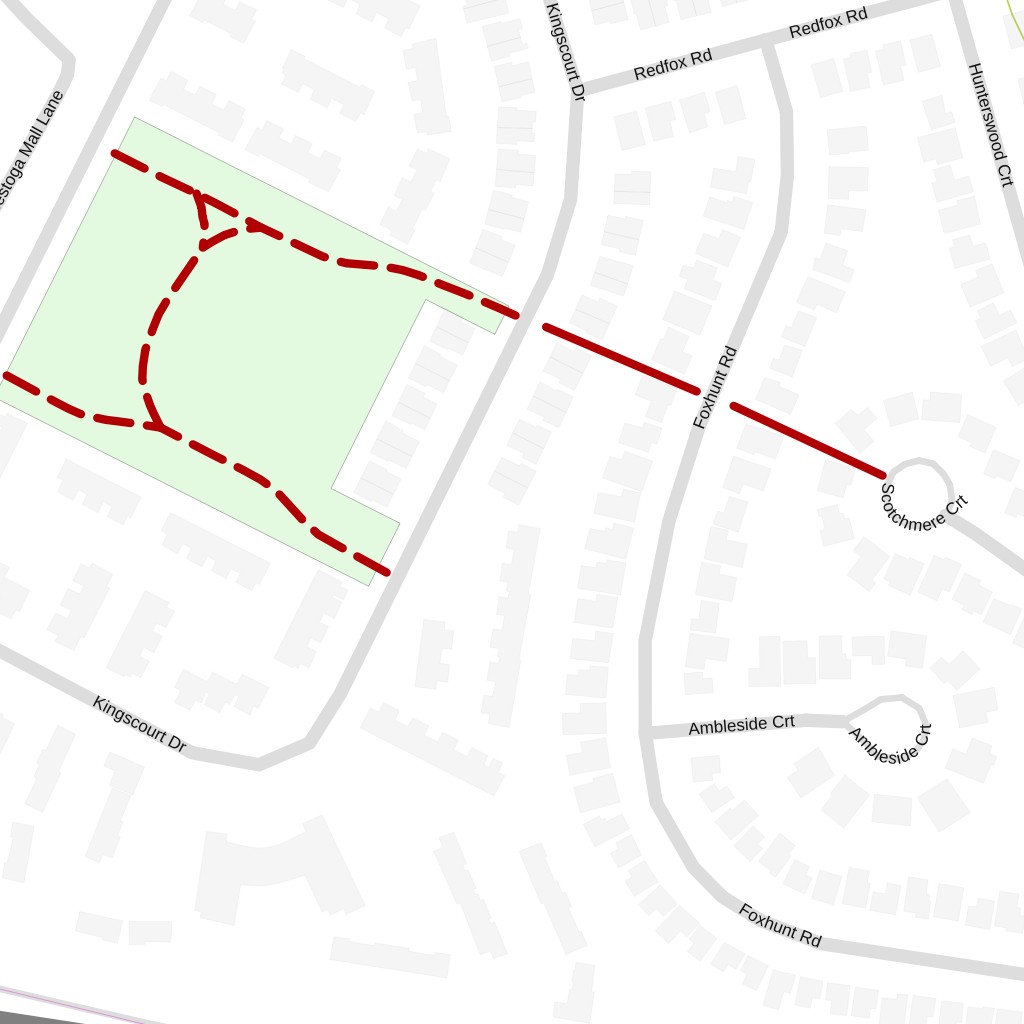 Kingscourt Dr
Redfox Rd
Redfox Rd
Hunterswood Crt
estoga Mall Lane
Foxhunt Rd
Scotchmere Crt
Kingscourt Dr
Ambleside Crt
Ambleside Crt
Foxhunt Rd